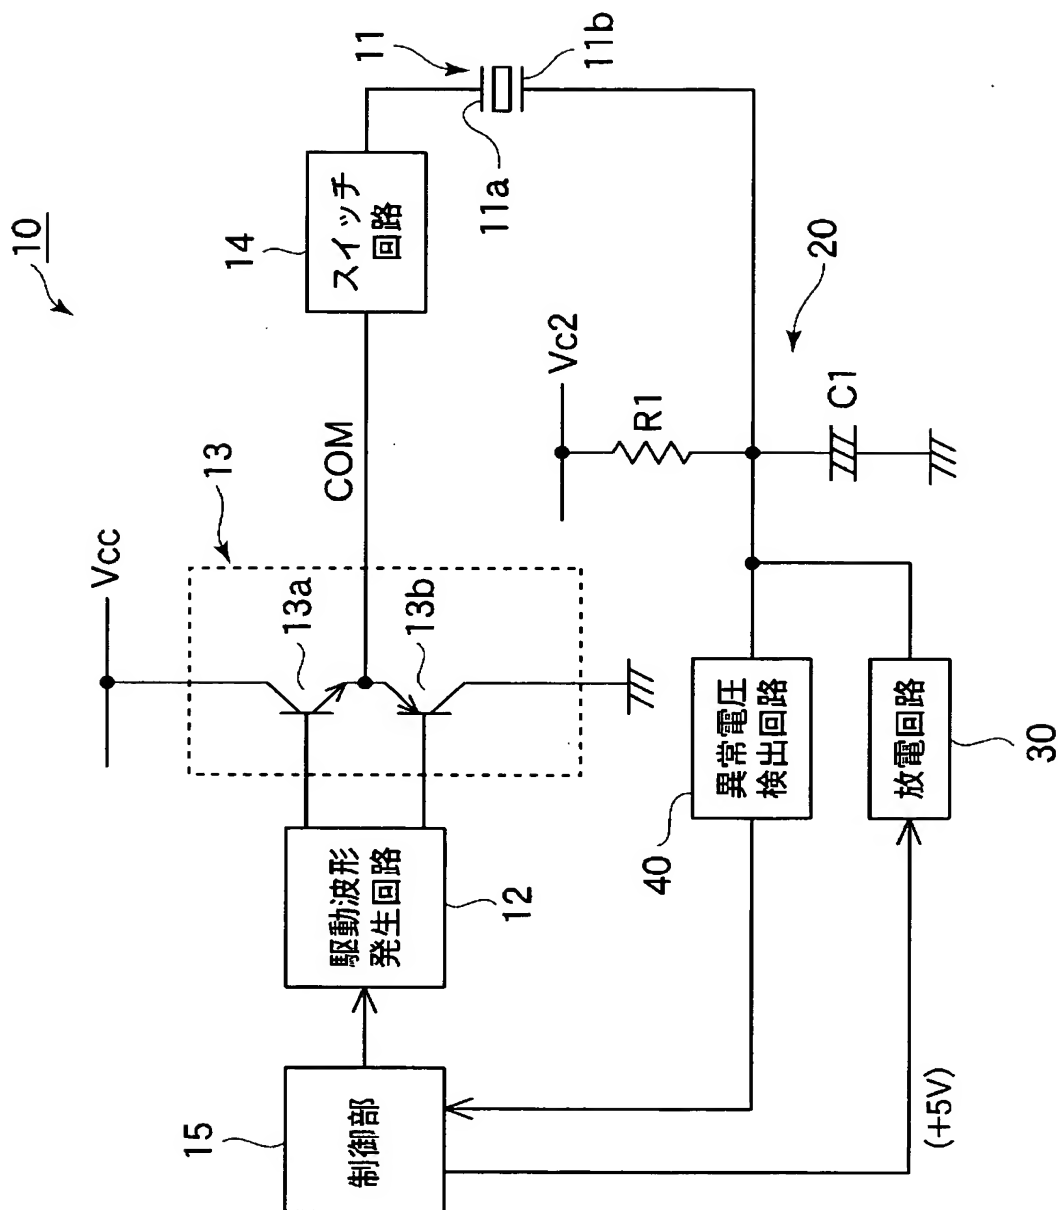 10
Vcc
15
13
14
13a
COM
スイッチ
回路
11
制御部
駆動波形
発生回路
13b
11a
12
Vc2
11b
R1
40
異常電圧
検出回路
20
C1
放電回路
(+5V)
30